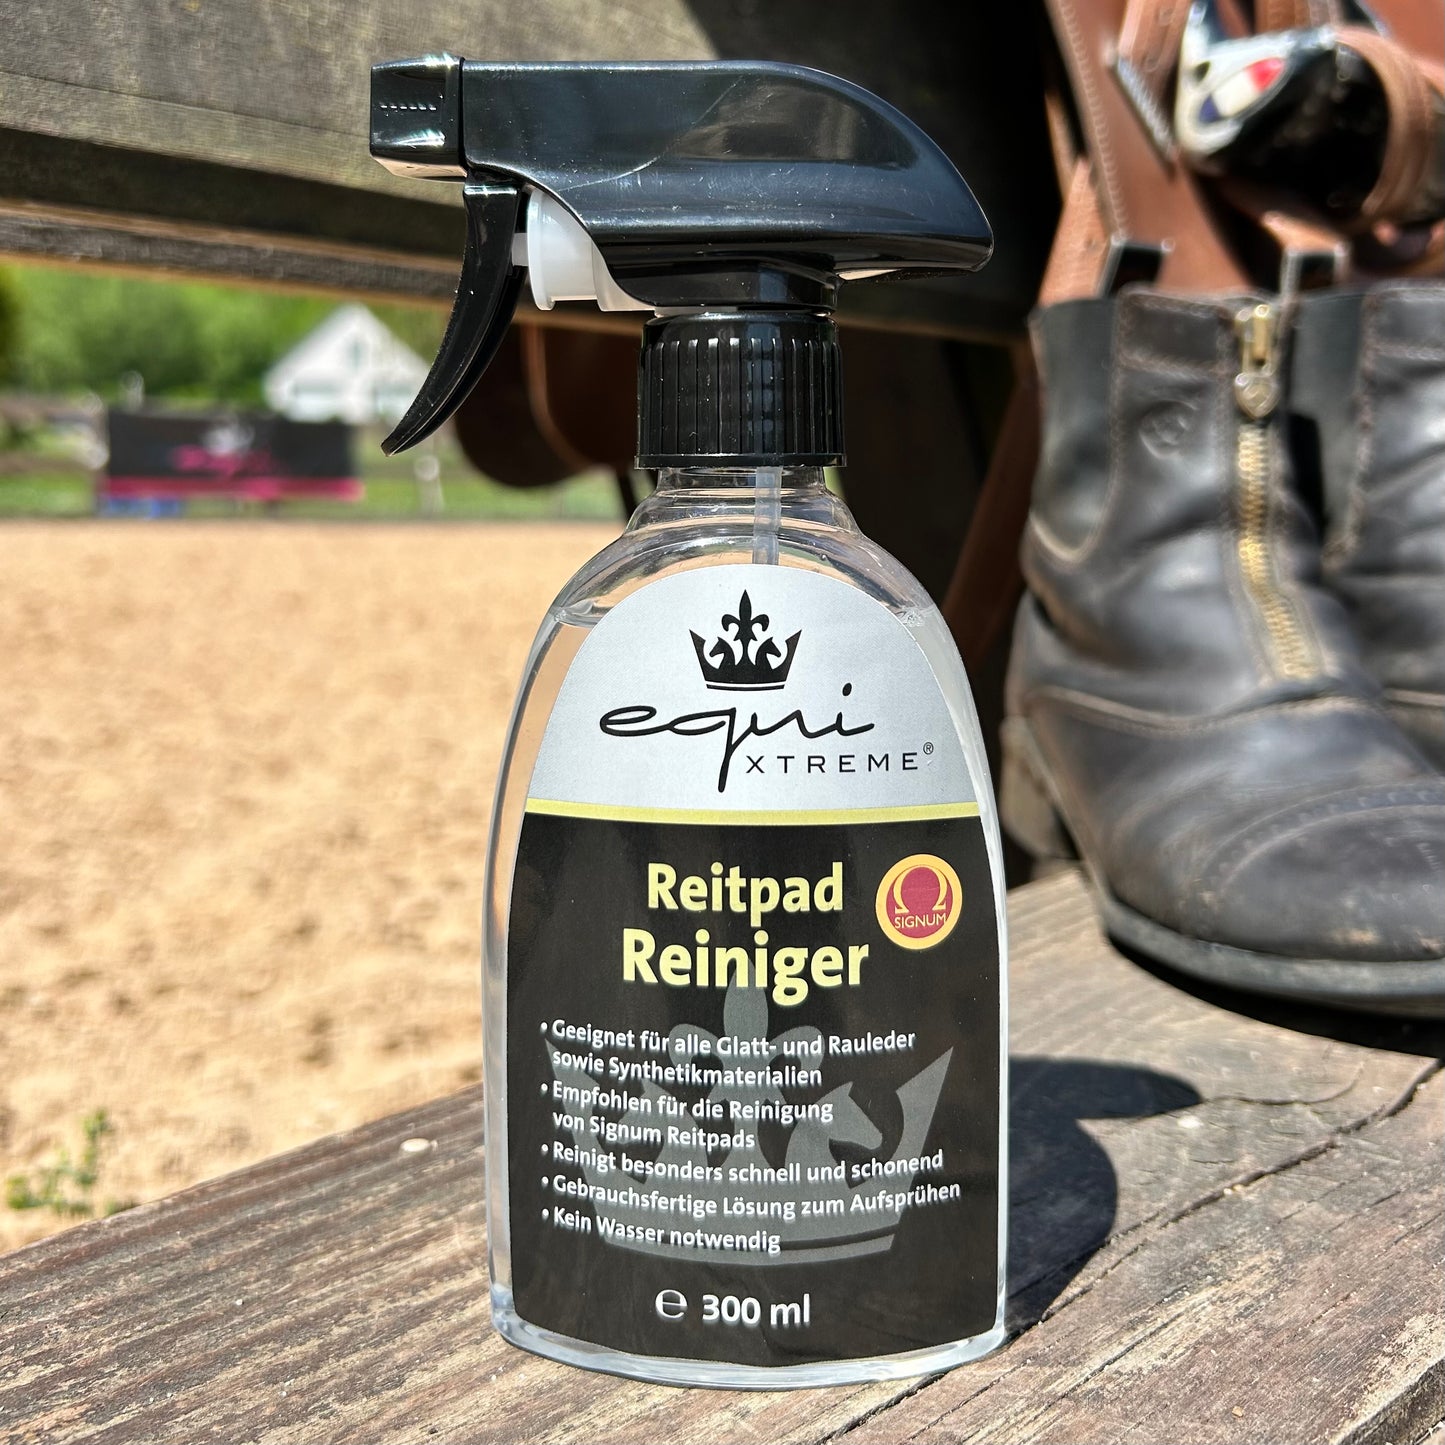 equi
XTREME®
Reitpad
Reiniger
Ω
SIGNUM
• Geeignet für alle Glatt- und Rauleder
sowie Synthetikmaterialien
• Empfohlen für die Reinigung
von Signum Reitpads
• Reinigt besonders schnell und schonend
• Gebrauchsfertige Lösung zum Aufsprühen
• Kein Wasser notwendig
℮ 300 ml